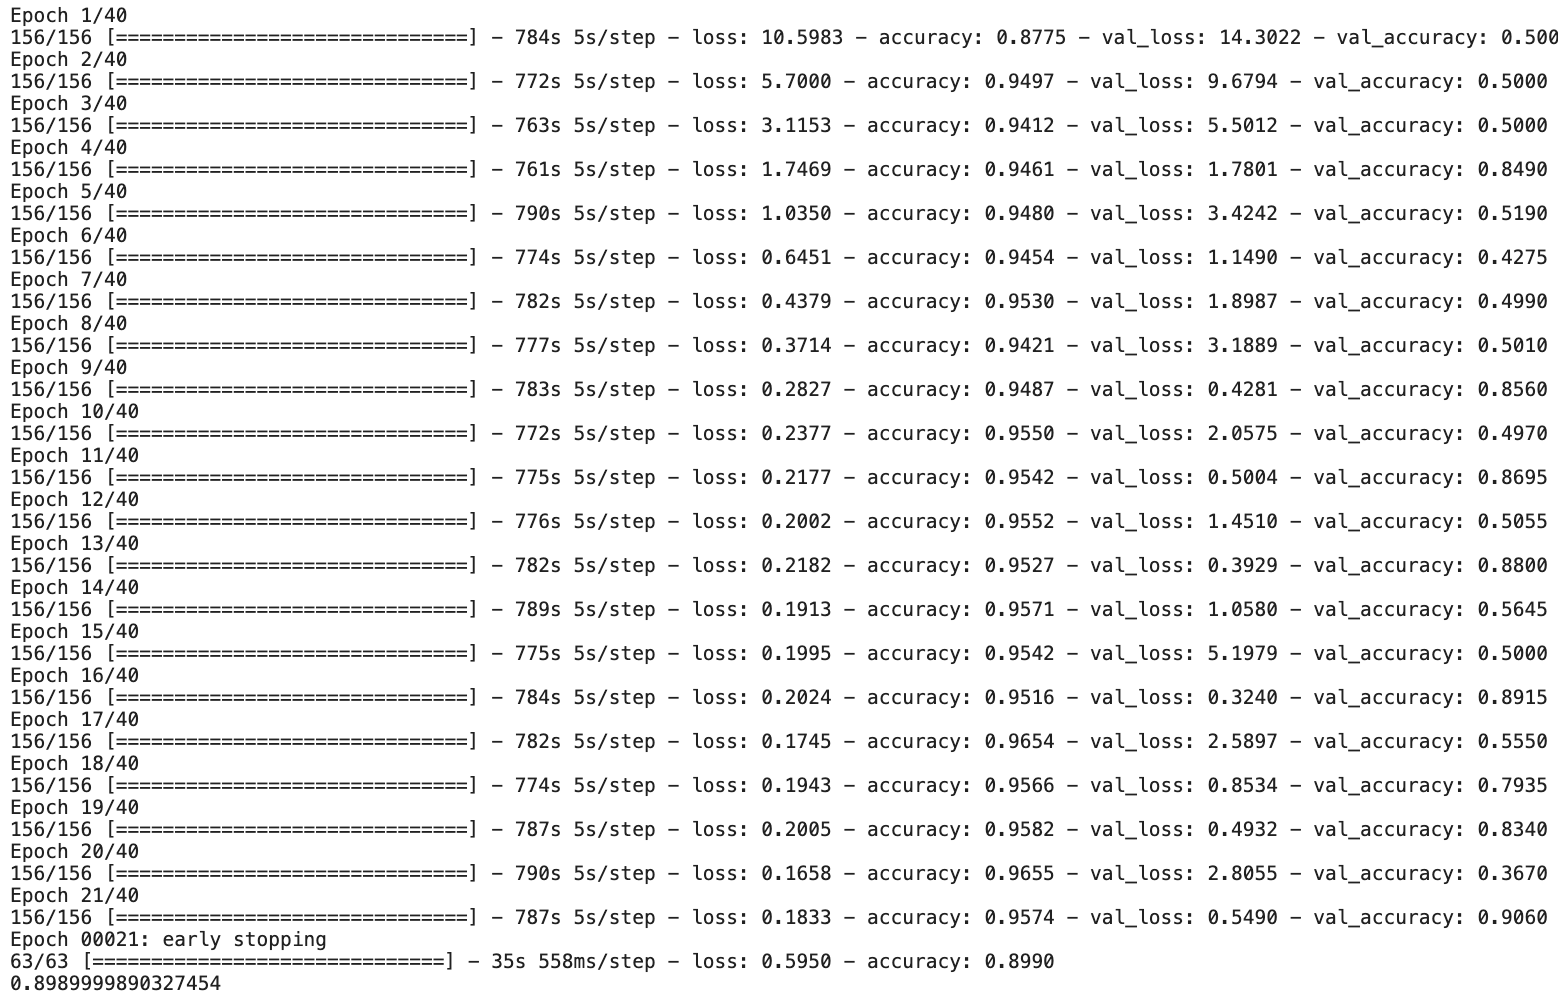 Epoch 1/40
156/156 [==============================] - 784s 5s/step - loss: 10.5983 - accuracy: 0.8775 - val_loss: 14.3022 - val_accuracy: 0.500
Epoch 2/40
156/156 [==============================] - 772s 5s/step - loss: 5.7000 - accuracy: 0.9497 - val_loss: 9.6794 - val_accuracy: 0.5000
Epoch 3/40
156/156 [==============================] - 763s 5s/step - loss: 3.1153 - accuracy: 0.9412 - val_loss: 5.5012 - val_accuracy: 0.5000
Epoch 4/40
156/156 [==============================] - 761s 5s/step - loss: 1.7469 - accuracy: 0.9461 - val_loss: 1.7801 - val_accuracy: 0.8490
Epoch 5/40
156/156 [==============================] - 790s 5s/step - loss: 1.0350 - accuracy: 0.9480 - val_loss: 3.4242 - val_accuracy: 0.5190
Epoch 6/40
156/156 [==============================] - 774s 5s/step - loss: 0.6451 - accuracy: 0.9454 - val_loss: 1.1490 - val_accuracy: 0.4275
Epoch 7/40
156/156 [==============================] - 782s 5s/step - loss: 0.4379 - accuracy: 0.9530 - val_loss: 1.8987 - val_accuracy: 0.4990
Epoch 8/40
156/156 [==============================] - 777s 5s/step - loss: 0.3714 - accuracy: 0.9421 - val_loss: 3.1889 - val_accuracy: 0.5010
Epoch 9/40
156/156 [==============================] - 783s 5s/step - loss: 0.2827 - accuracy: 0.9487 - val_loss: 0.4281 - val_accuracy: 0.8560
Epoch 10/40
156/156 [==============================] - 772s 5s/step - loss: 0.2377 - accuracy: 0.9550 - val_loss: 2.0575 - val_accuracy: 0.4970
Epoch 11/40
156/156 [==============================] - 775s 5s/step - loss: 0.2177 - accuracy: 0.9542 - val_loss: 0.5004 - val_accuracy: 0.8695
Epoch 12/40
156/156 [==============================] - 776s 5s/step - loss: 0.2002 - accuracy: 0.9552 - val_loss: 1.4510 - val_accuracy: 0.5055
Epoch 13/40
156/156 [==============================] - 782s 5s/step - loss: 0.2182 - accuracy: 0.9527 - val_loss: 0.3929 - val_accuracy: 0.8800
Epoch 14/40
156/156 [==============================] - 789s 5s/step - loss: 0.1913 - accuracy: 0.9571 - val_loss: 1.0580 - val_accuracy: 0.5645
Epoch 15/40
156/156 [==============================] - 775s 5s/step - loss: 0.1995 - accuracy: 0.9542 - val_loss: 5.1979 - val_accuracy: 0.5000
Epoch 16/40
156/156 [==============================] - 784s 5s/step - loss: 0.2024 - accuracy: 0.9516 - val_loss: 0.3240 - val_accuracy: 0.8915
Epoch 17/40
156/156 [==============================] - 782s 5s/step - loss: 0.1745 - accuracy: 0.9654 - val_loss: 2.5897 - val_accuracy: 0.5550
Epoch 18/40
156/156 [==============================] - 774s 5s/step - loss: 0.1943 - accuracy: 0.9566 - val_loss: 0.8534 - val_accuracy: 0.7935
Epoch 19/40
156/156 [==============================] - 787s 5s/step - loss: 0.2005 - accuracy: 0.9582 - val_loss: 0.4932 - val_accuracy: 0.8340
Epoch 20/40
156/156 [==============================] - 790s 5s/step - loss: 0.1658 - accuracy: 0.9655 - val_loss: 2.8055 - val_accuracy: 0.3670
Epoch 21/40
156/156 [==============================] - 787s 5s/step - loss: 0.1833 - accuracy: 0.9574 - val_loss: 0.5490 - val_accuracy: 0.9060
Epoch 00021: early stopping
63/63 [==============================] - 35s 558ms/step - loss: 0.5950 - accuracy: 0.8990
0.8989999890327454